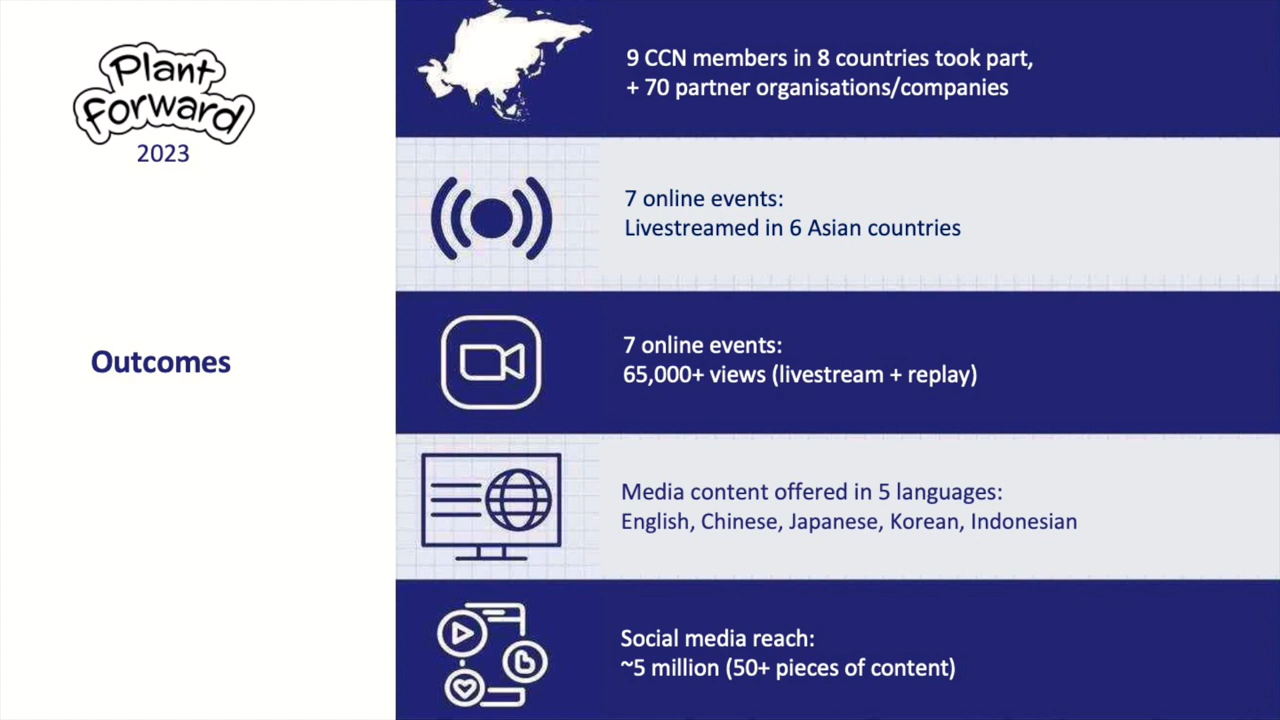 Plant
Forward
2023
Outcomes
9 CCN members in 8 countries took part,
+ 70 partner organisations/companies
7 online events:
Livestreamed in 6 Asian countries
7 online events:
65,000+ views (livestream + replay)
Media content offered in 5 languages:
English, Chinese, Japanese, Korean, Indonesian
Social media reach:
~5 million (50+ pieces of content)